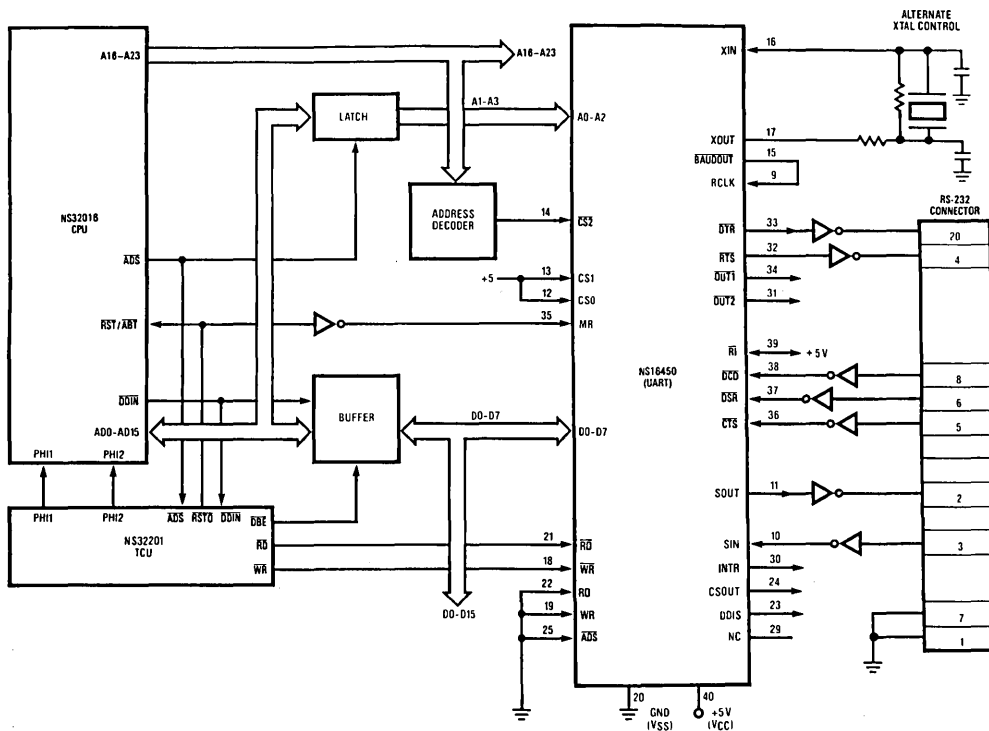 ALTERNATE
XTAL CONTROL
A16–A23
A16–A23
XIN
16
LATCH
A1–A3
A0–A2
XOUT
17
BAUDOUT
15
RCLK
9
NS32016
CPU
ADDRESS
DECODER
14
CS2
RS-232
CONNECTOR
DTR
33
20
RTS
32
4
ADS
+5
13
CS1
12
CS0
OUT1
34
OUT2
31
RST/ABT
35
MR
RI
39
+5V
NS16450
(UART)
DCD
38
8
DSR
37
6
CTS
36
5
DDIN
BUFFER
D0–D7
AD0–AD15
D0–D7
PHI1
PHI2
SOUT
11
2
PHI1
PHI2
ADS
RSTO
DDIN
DBE
NS32201
TCU
RD
21
RD
SIN
10
3
WR
18
WR
INTR
30
22
RD
CSOUT
24
D0–D15
19
WR
DDIS
23
7
25
ADS
NC
29
1
20
40
GND
(VSS)
+5V
(VCC)